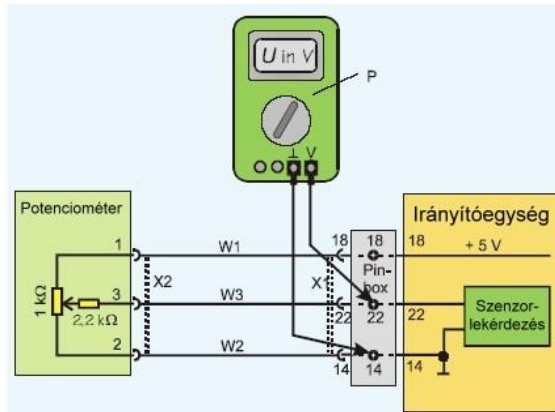 U in V
P
⊥ V
Potenciométer
Irányítóegység
1
W1
18
18
18
+ 5 V
X2
X1
Pin-
box
1 kΩ
3
W3
2,2 kΩ
22
22
22
Szenzor-
lekérdezés
2
W2
14
14
14